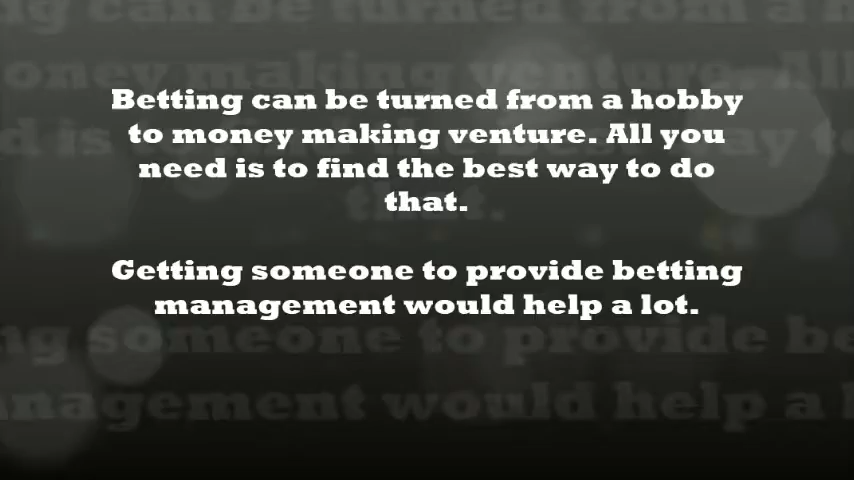 Betting can be turned from a hobby
to money making venture. All you
need is to find the best way to do
that.
Getting someone to provide betting
management would help a lot.